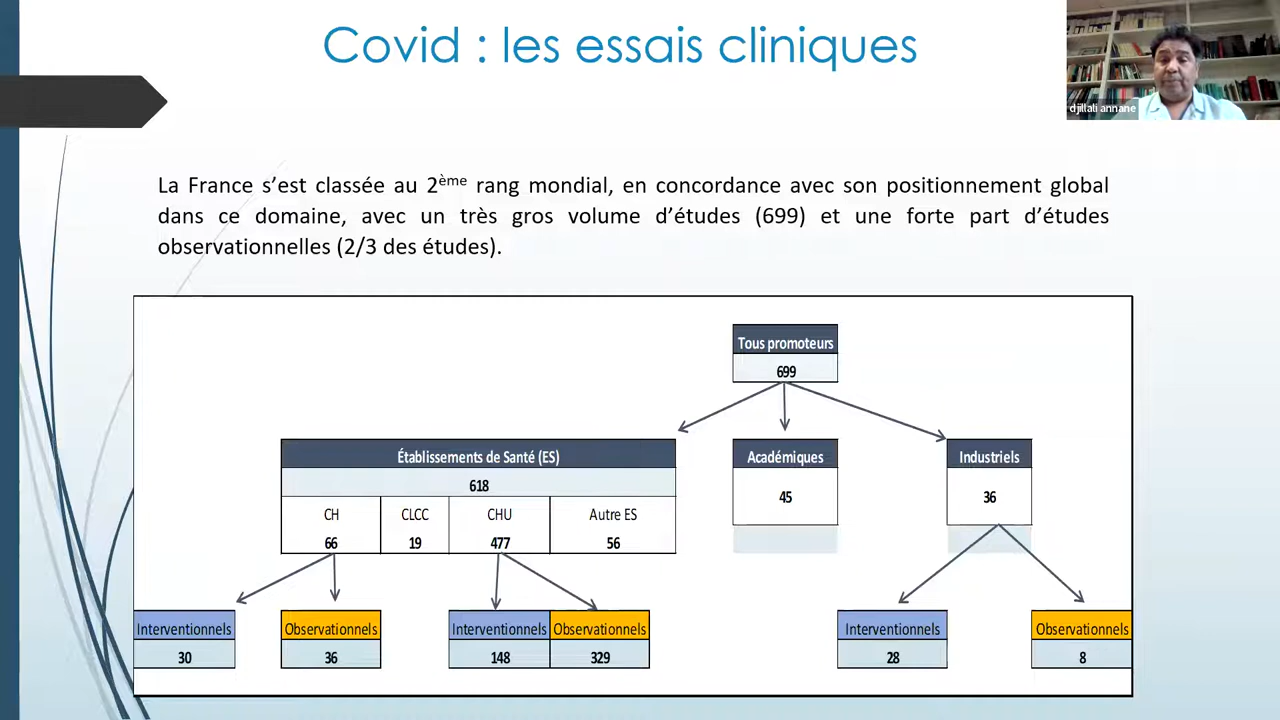 Covid : les essais cliniques
djillali annane
La France s’est classée au 2ème rang mondial, en concordance avec son positionnement global
dans ce domaine, avec un très gros volume d’études (699) et une forte part d’études
observationnelles (2/3 des études).
Tous promoteurs
699
Établissements de Santé (ES)
618
CH
66
CLCC
19
CHU
477
Autre ES
56
Académiques
45
Industriels
36
Interventionnels
30
Observationnels
36
Interventionnels
148
Observationnels
329
Interventionnels
28
Observationnels
8